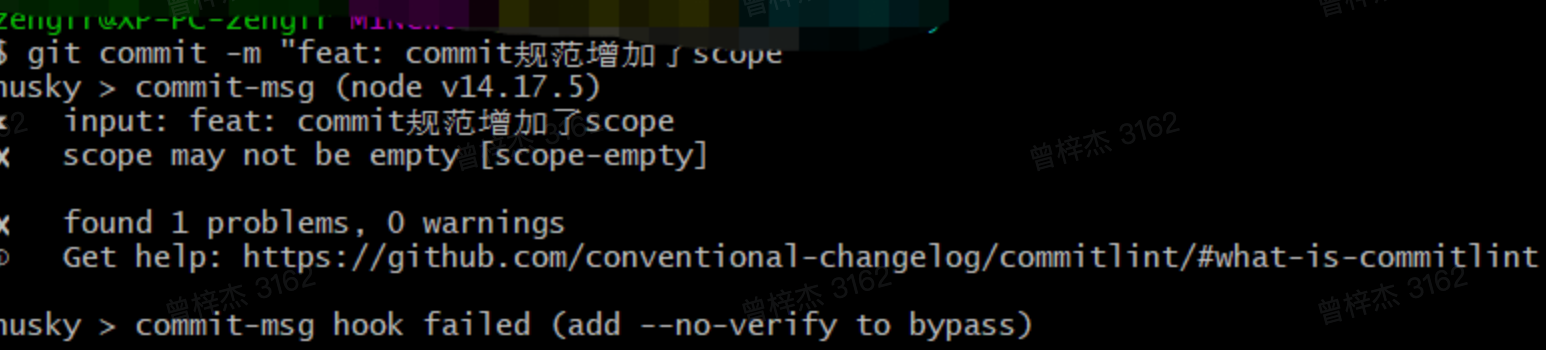 zengrr@XP-PC-zengrr
$ git commit -m "feat: commit规范增加了scope
husky > commit-msg (node v14.17.5)
input: feat: commit规范增加了scope
x scope may not be empty [scope-empty]
x found 1 problems, 0 warnings
Get help: https://github.com/conventional-changelog/commitlint/#what-is-commitlint
husky > commit-msg hook failed (add --no-verify to bypass)
曾梓杰 3162
曾梓杰 3162
曾梓杰 3162
曾梓杰 3162
曾梓杰 3162